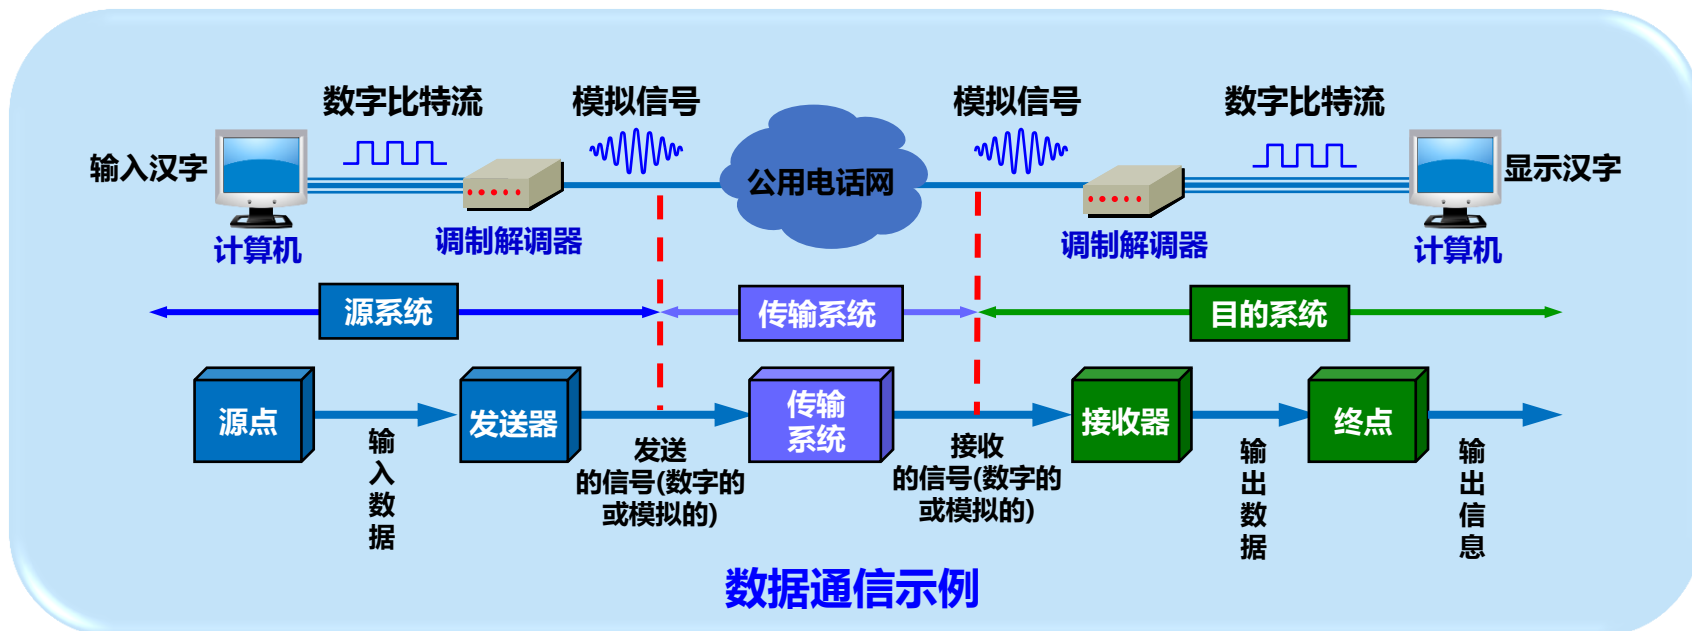 数字比特流
模拟信号
模拟信号
数字比特流
输入汉字
公用电话网
显示汉字
计算机
调制解调器
调制解调器
计算机
源系统
传输系统
目的系统
源点
发送器
传输
系统
接收器
终点
输入数据
发送
的信号(数字的
或模拟的)
接收
的信号(数字的
或模拟的)
输出数据
输出信息
数据通信示例